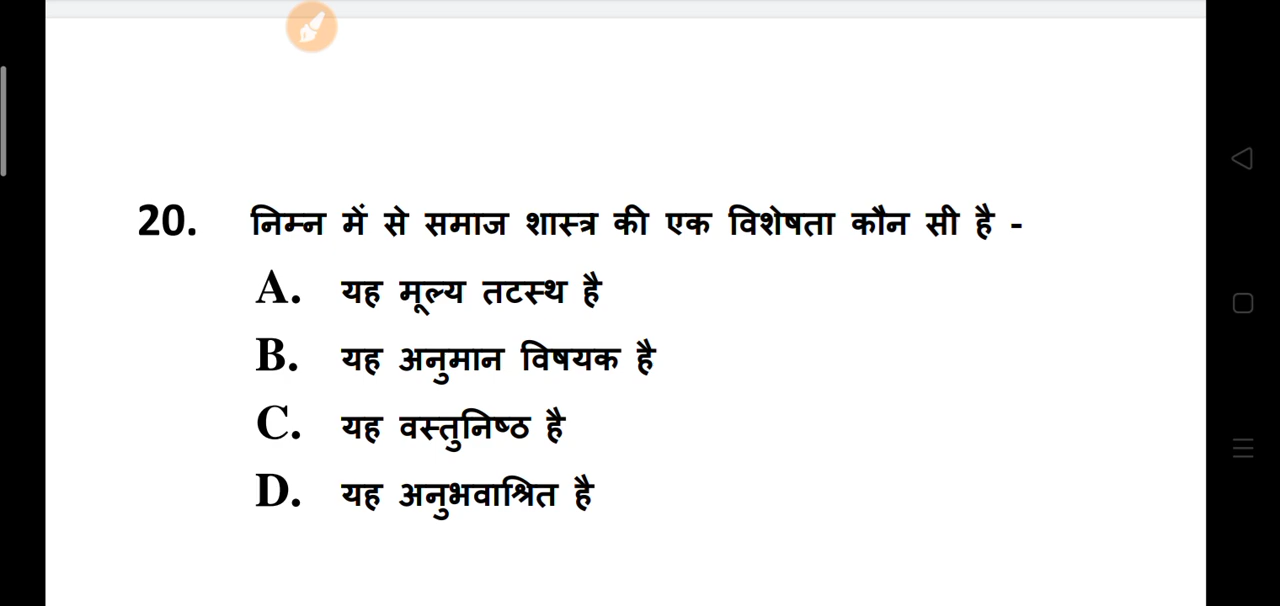 20. निम्न में से समाज शास्त्र की एक विशेषता कौन सी है -
A. यह मूल्य तटस्थ है
B. यह अनुमान विषयक है
C. यह वस्तुनिष्ठ है
D. यह अनुभवाश्रित है